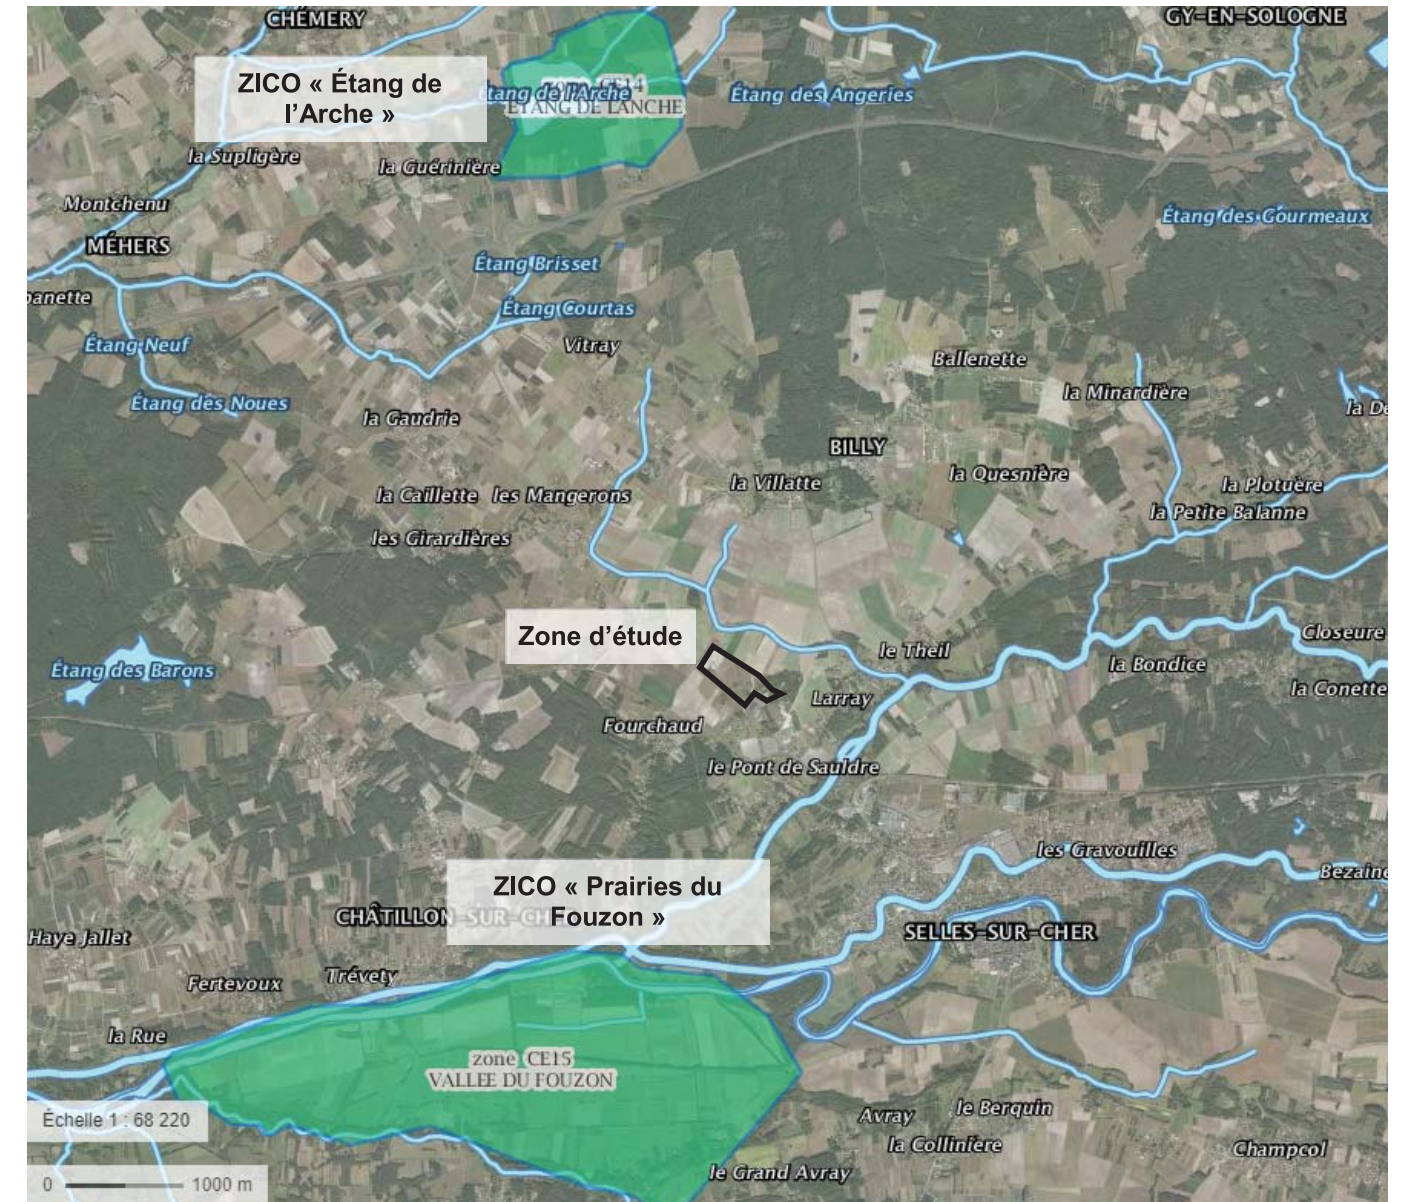 CHÉMERY
GY-EN-SOLOGNE
ZICO « Étang de
l’Arche »
Étang de l'Arche
ÉTANG DE LANCHE
Étang des Angeries
la Supligère
la Guérinière
Montchenu
Étang des Gourmeaux
MÉHERS
Étang Brisset
Étang Courtas
Étang Neuf
Vitray
Ballenette
la Minardière
Étang des Noues
la Gaudrie
BILLY
la Quesnière
la Villatte
la Plotuère
la Caillette
les Mangerons
la Petite Balanne
les Girardières
Zone d’étude
Closeure
le Theil
la Bondice
Étang des Barons
la Conette
Larray
Fourchaud
le Pont de Sauldre
les Gravouilles
ZICO « Prairies du
Fouzon »
CHÂTILLON-SUR-CHER
SELLES-SUR-CHER
Haye Jallet
Trévety
Fertevoux
la Rue
zone CE15
VALLEE DU FOUZON
Échelle 1 : 68 220
Avray
le Berquin
la Collinière
Champcol
le Grand Avray
0
1000 m